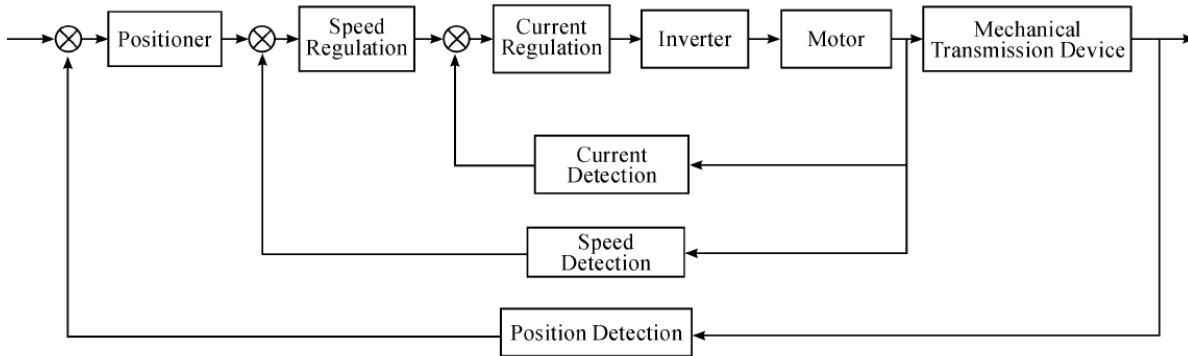 Positioner
Speed
Regulation
Current
Regulation
Inverter
Motor
Mechanical
Transmission Device
Current
Detection
Speed
Detection
Position Detection